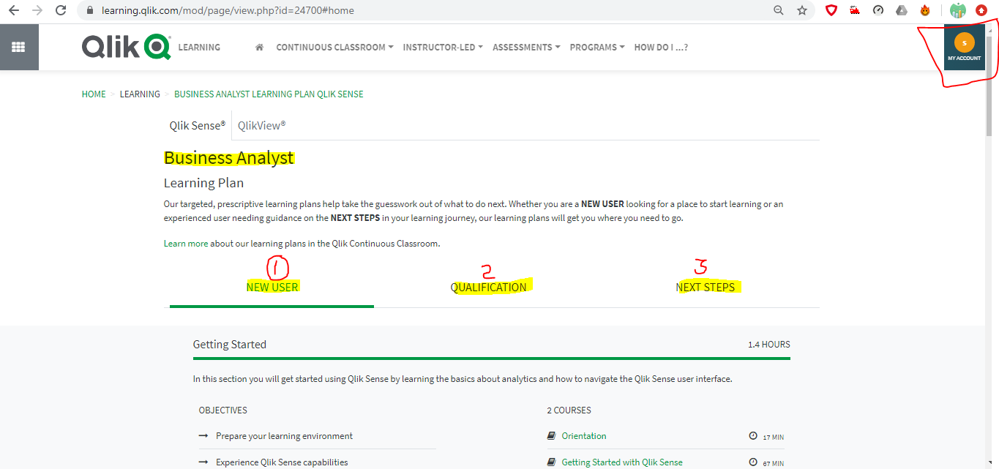 learning.qlik.com/mod/page/view.php?id=24700#home
Qlik LEARNING CONTINUOUS CLASSROOM INSTRUCTOR-LED ASSESSMENTS PROGRAMS HOW DO I ...?
S
MY ACCOUNT
HOME > LEARNING > BUSINESS ANALYST LEARNING PLAN QLIK SENSE
Qlik Sense® QlikView®
Business Analyst
Learning Plan
Our targeted, prescriptive learning plans help take the guesswork out of what to do next. Whether you are a NEW USER looking for a place to start learning or an
experienced user needing guidance on the NEXT STEPS in your learning journey, our learning plans will get you where you need to go.
Learn more about our learning plans in the Qlik Continuous Classroom.
1 2 3
NEW USER QUALIFICATION NEXT STEPS
Getting Started 1.4 HOURS
In this section you will get started using Qlik Sense by learning the basics about analytics and how to navigate the Qlik Sense user interface.
OBJECTIVES 2 COURSES
→ Prepare your learning environment Orientation 17 MIN
→ Experience Qlik Sense capabilities Getting Started with Qlik Sense 67 MIN